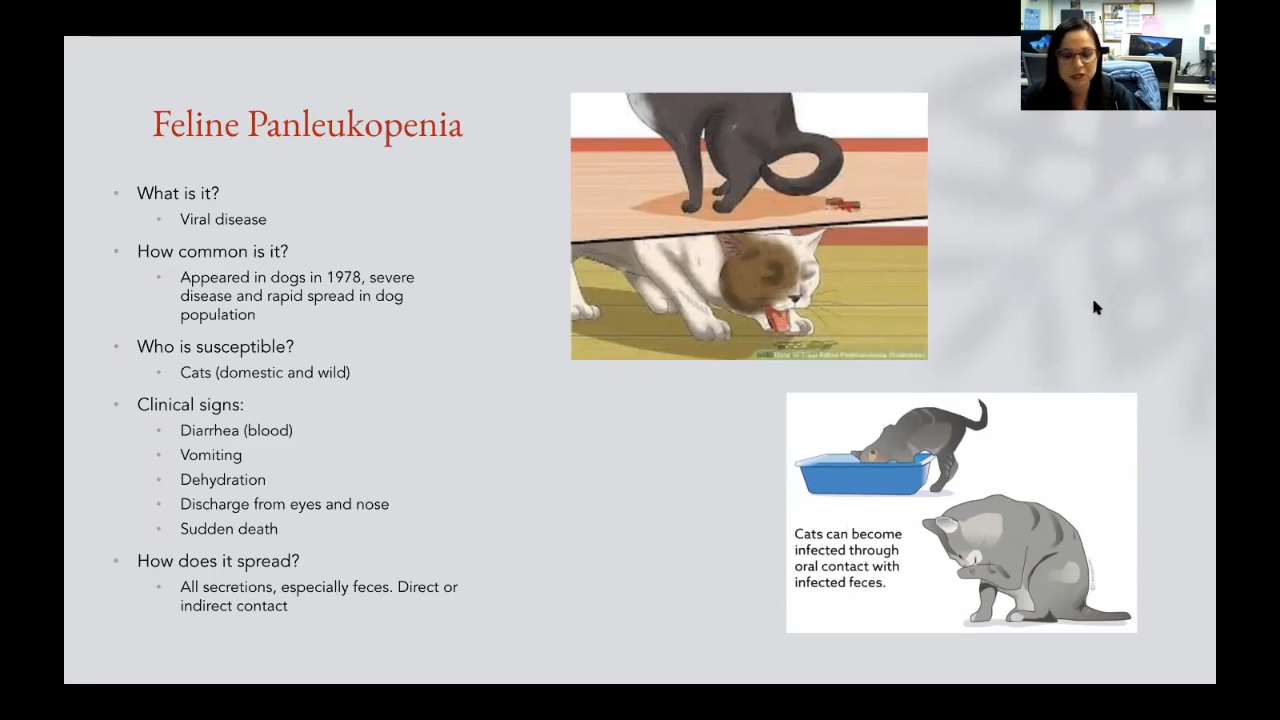 Feline Panleukopenia
What is it?
Viral disease
How common is it?
Appeared in dogs in 1978, severe
disease and rapid spread in dog
population
Who is susceptible?
Cats (domestic and wild)
Clinical signs:
Diarrhea (blood)
Vomiting
Dehydration
Discharge from eyes and nose
Sudden death
How does it spread?
All secretions, especially feces. Direct or
indirect contact
Cats can become
infected through
oral contact with
infected feces.